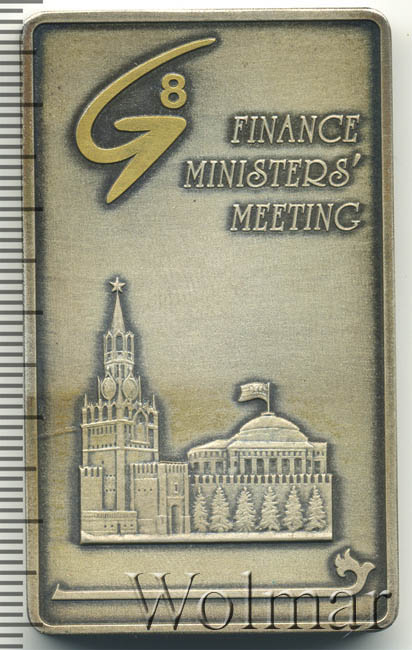 G8
FINANCE
MINISTERS'
MEETING
Wolmar